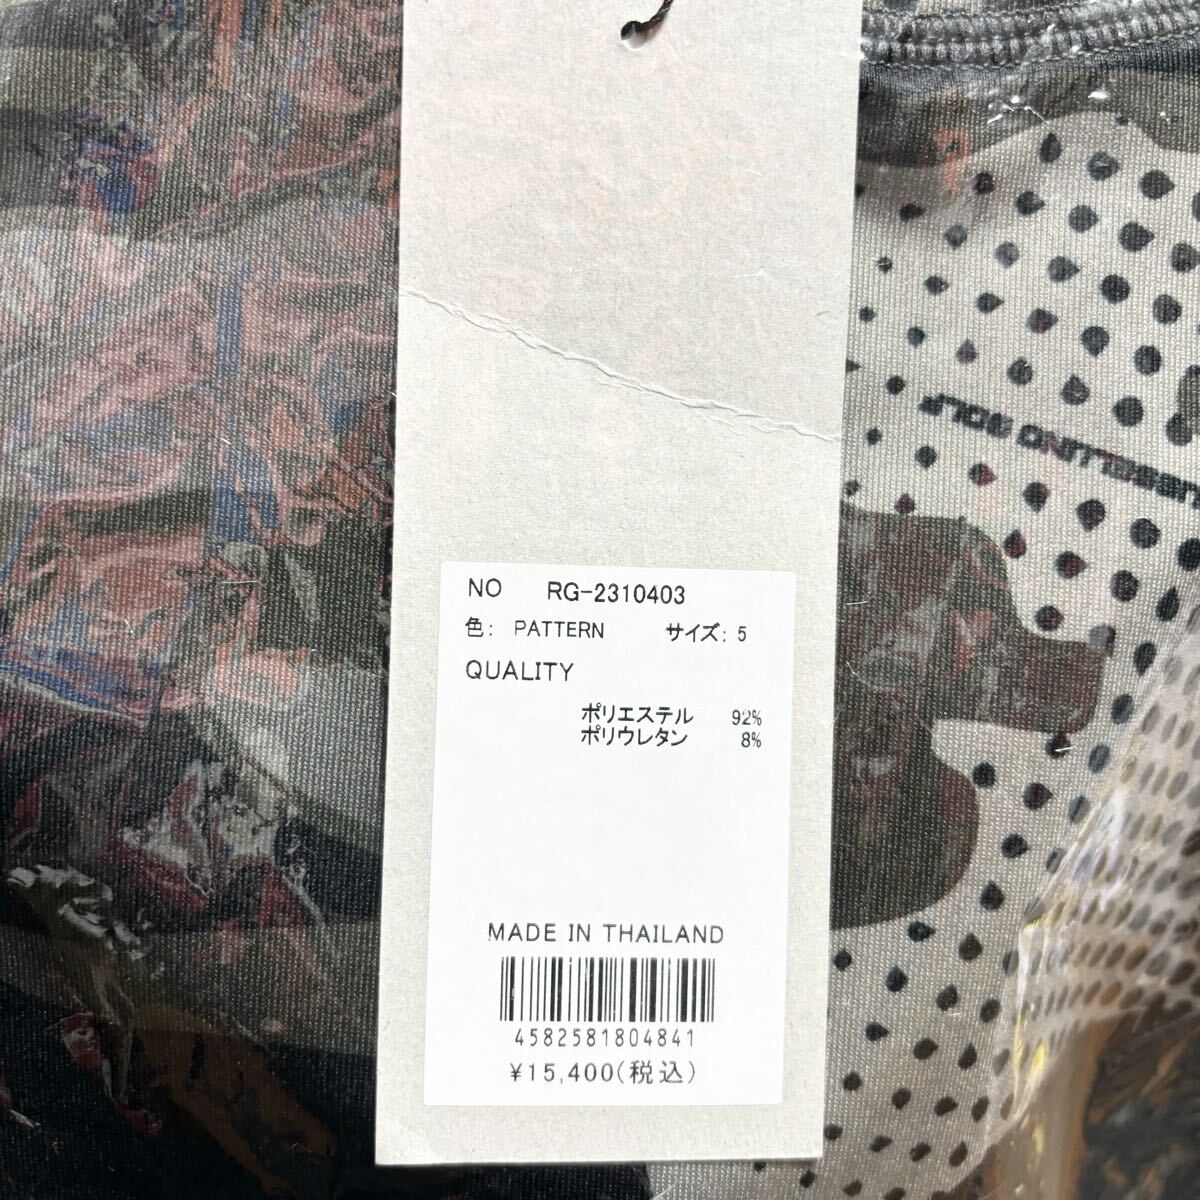 NO RG-2310403
色: PATTERN サイズ: 5
QUALITY
ポリエステル 92%
ポリウレタン 8%
MADE IN THAILAND
4582581804841
¥15,400(税込)